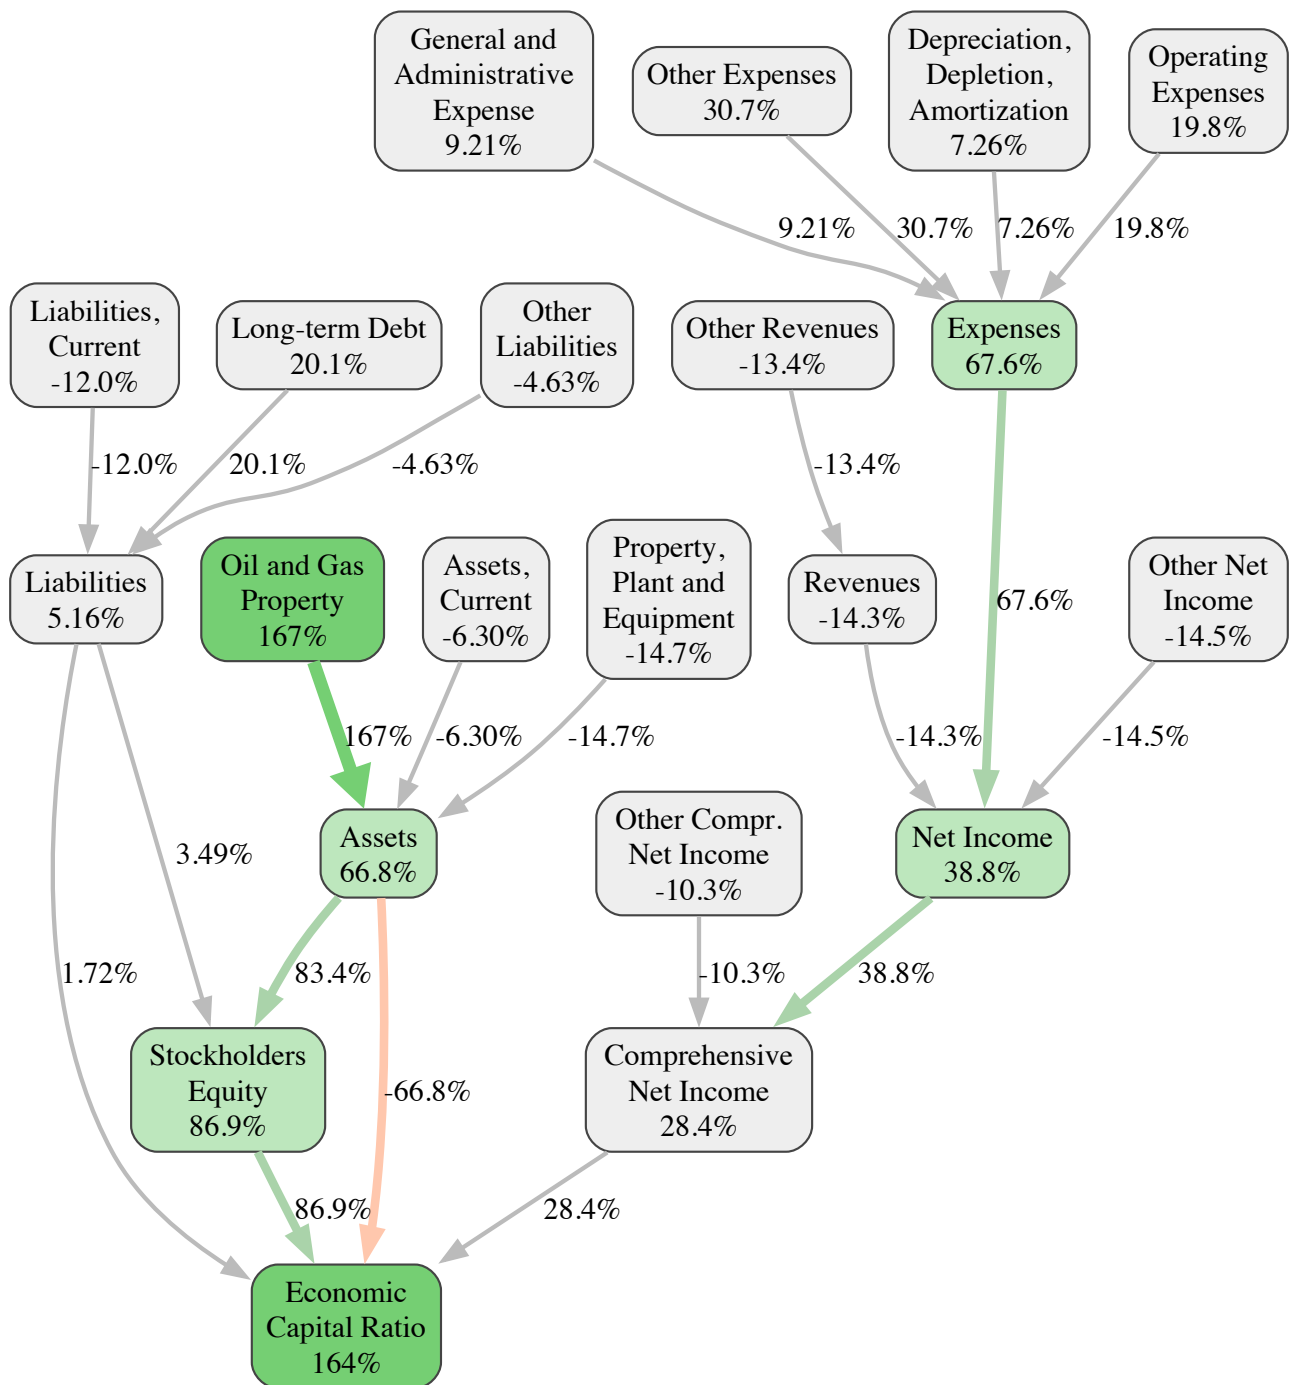 General and
Administrative
Expense
9.21%
Other Expenses
30.7%
Depreciation,
Depletion,
Amortization
7.26%
Operating
Expenses
19.8%
9.21%
30.7%
7.26%
19.8%
Liabilities,
Current
-12.0%
Long-term Debt
20.1%
Other
Liabilities
-4.63%
Other Revenues
-13.4%
Expenses
67.6%
-12.0%
20.1%
-4.63%
-13.4%
Liabilities
5.16%
Oil and Gas
Property
167%
Assets,
Current
-6.30%
Property,
Plant and
Equipment
-14.7%
Revenues
-14.3%
67.6%
Other Net
Income
-14.5%
167%
-6.30%
-14.7%
-14.3%
-14.5%
3.49%
Assets
66.8%
Other Compr.
Net Income
-10.3%
Net Income
38.8%
1.72%
83.4%
-10.3%
38.8%
Stockholders
Equity
86.9%
-66.8%
Comprehensive
Net Income
28.4%
86.9%
28.4%
Economic
Capital Ratio
164%